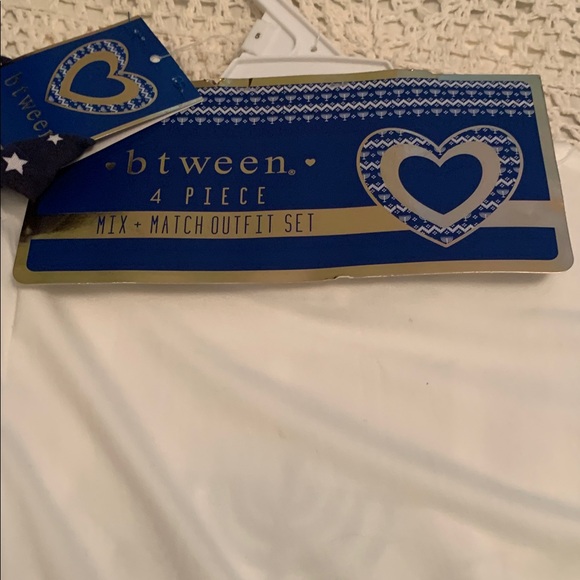 btween
btween®
4 PIECE
MIX + MATCH OUTFIT SET